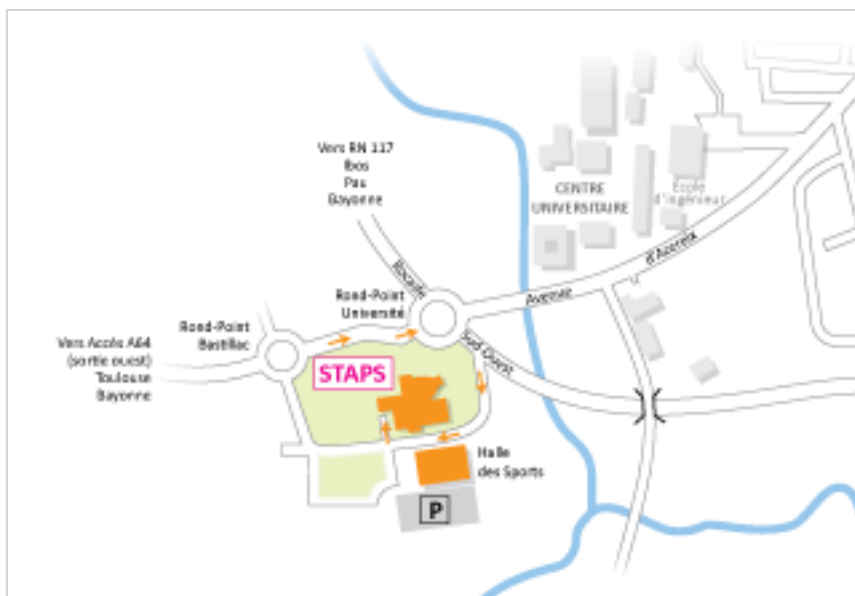 Vers RN 117
Ibos
Pau
Bayonne
CENTRE
UNIVERSITAIRE
Ecole
d'ingénieur
Rocade
Rond-Point
Université
Avenue
d'Azereix
Rond-Point
Bastillac
Sud-Ouest
Vers Accès A64
(sortie ouest)
Toulouse
Bayonne
STAPS
Halle
des Sports
P